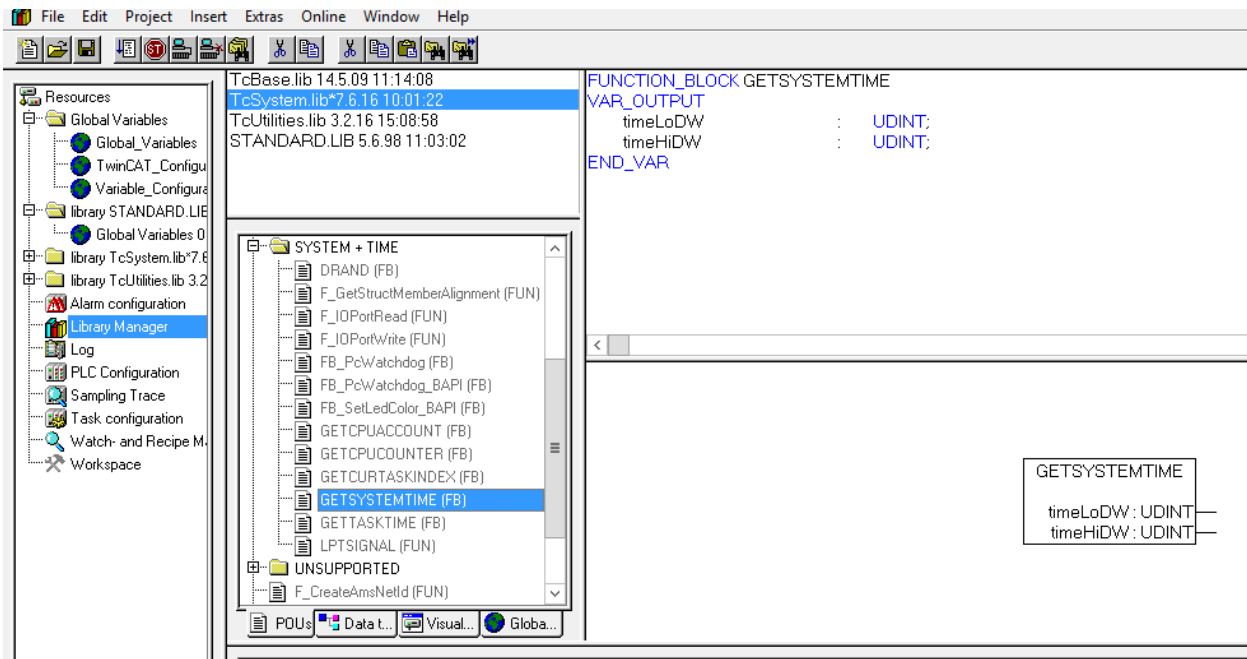 File Edit Project Insert Extras Online Window Help
Resources
Global Variables
Global_Variables
TwinCAT_Configu
Variable_Configura
library STANDARD.LIE
Global Variables 0
library TcSystem.lib*7.6
library TcUtilities.lib 3.2
Alarm configuration
Library Manager
Log
PLC Configuration
Sampling Trace
Task configuration
Watch- and Recipe M
Workspace
TcBase.lib 14.5.09 11:14:08
TcSystem.lib*7.6.16 10:01:22
TcUtilities.lib 3.2.16 15:08:58
STANDARD.LIB 5.6.98 11:03:02
SYSTEM + TIME
DRAND (FB)
F_GetStructMemberAlignment (FUN)
F_IOPortRead (FUN)
F_IOPortWrite (FUN)
FB_PcWatchdog (FB)
FB_PcWatchdog_BAPI (FB)
FB_SetLedColor_BAPI (FB)
GETCPUACCOUNT (FB)
GETCPUCOUNTER (FB)
GETCURTASKINDEX (FB)
GETSYSTEMTIME (FB)
GETTASKTIME (FB)
LPTSIGNAL (FUN)
UNSUPPORTED
F_CreateAmsNetId (FUN)
POUs Data t... Visual... Globa...
FUNCTION_BLOCK GETSYSTEMTIME
VAR_OUTPUT
timeLoDW : UDINT;
timeHiDW : UDINT;
END_VAR
GETSYSTEMTIME
timeLoDW : UDINT
timeHiDW : UDINT